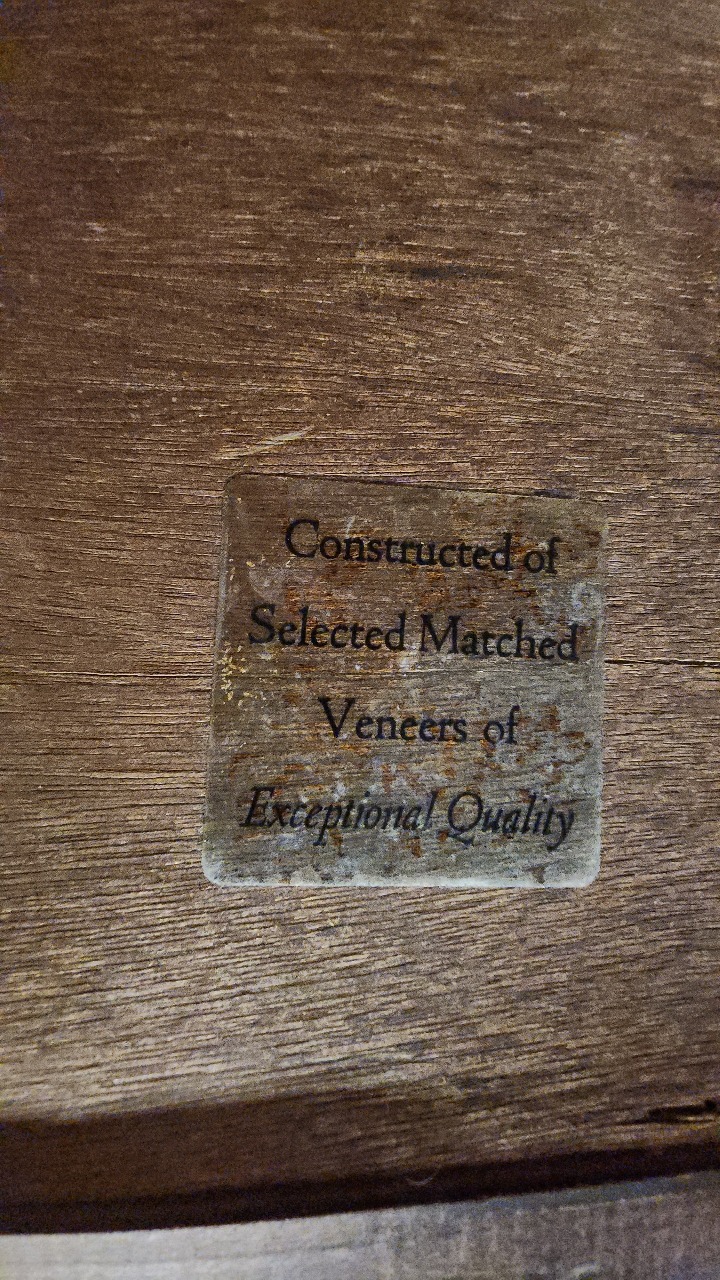 Constructed of
Selected Matched
Veneers of
Exceptional Quality